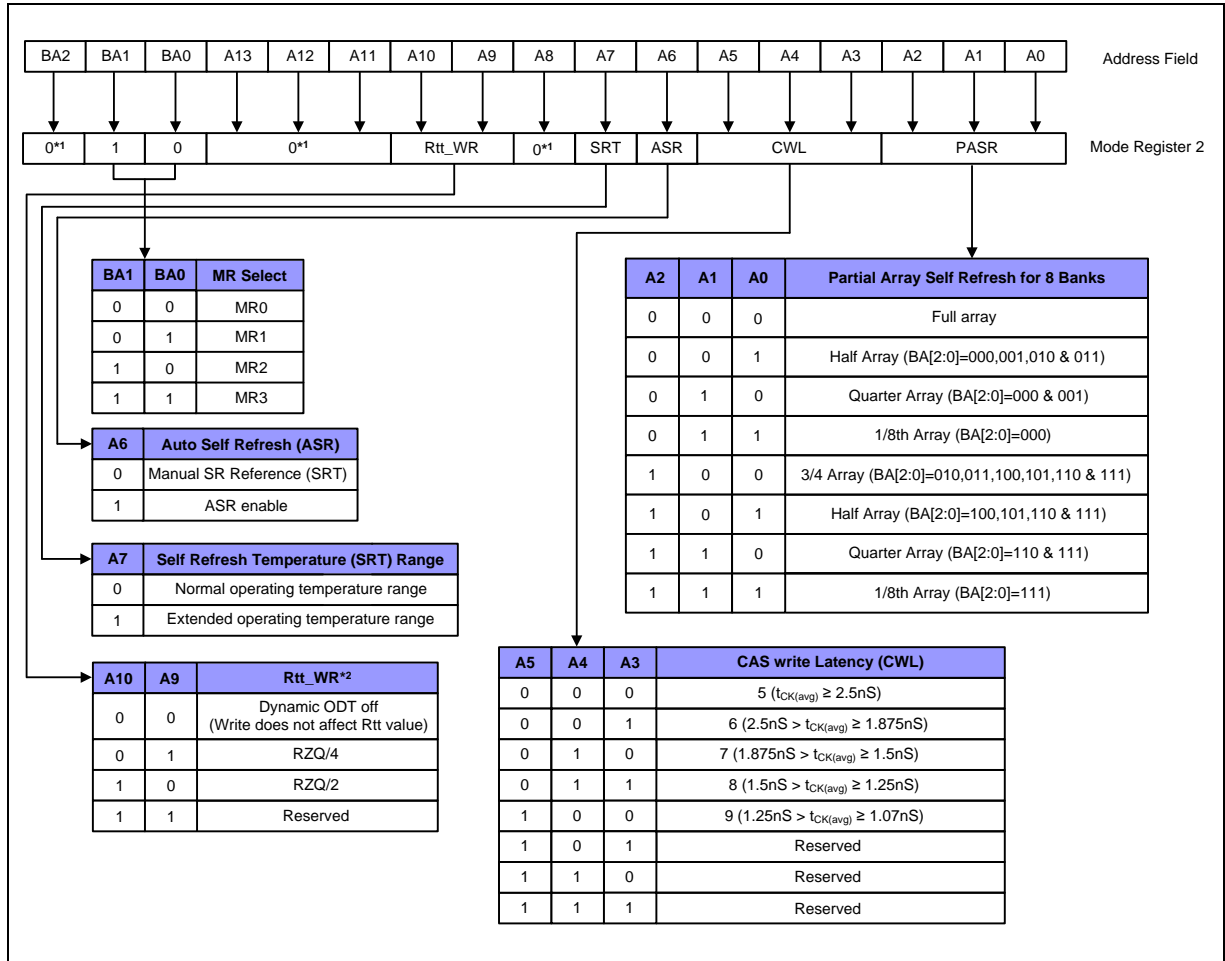 BA2 BA1 BA0 A13 A12 A11 A10 A9 A8 A7 A6 A5 A4 A3 A2 A1 A0 Address Field
0*1 1 0 0*1 Rtt_WR 0*1 SRT ASR CWL PASR Mode Register 2
BA1 BA0 MR Select
0 0 MR0
0 1 MR1
1 0 MR2
1 1 MR3
A6 Auto Self Refresh (ASR)
0 Manual SR Reference (SRT)
1 ASR enable
A7 Self Refresh Temperature (SRT) Range
0 Normal operating temperature range
1 Extended operating temperature range
A10 A9 Rtt_WR*2
0 0 Dynamic ODT off
(Write does not affect Rtt value)
0 1 RZQ/4
1 0 RZQ/2
1 1 Reserved
A2 A1 A0 Partial Array Self Refresh for 8 Banks
0 0 0 Full array
0 0 1 Half Array (BA[2:0]=000,001,010 & 011)
0 1 0 Quarter Array (BA[2:0]=000 & 001)
0 1 1 1/8th Array (BA[2:0]=000)
1 0 0 3/4 Array (BA[2:0]=010,011,100,101,110 & 111)
1 0 1 Half Array (BA[2:0]=100,101,110 & 111)
1 1 0 Quarter Array (BA[2:0]=110 & 111)
1 1 1 1/8th Array (BA[2:0]=111)
A5 A4 A3 CAS write Latency (CWL)
0 0 0 5 (tCK(avg) ≥ 2.5nS)
0 0 1 6 (2.5nS > tCK(avg) ≥ 1.875nS)
0 1 0 7 (1.875nS > tCK(avg) ≥ 1.5nS)
0 1 1 8 (1.5nS > tCK(avg) ≥ 1.25nS)
1 0 0 9 (1.25nS > tCK(avg) ≥ 1.07nS)
1 0 1 Reserved
1 1 0 Reserved
1 1 1 Reserved